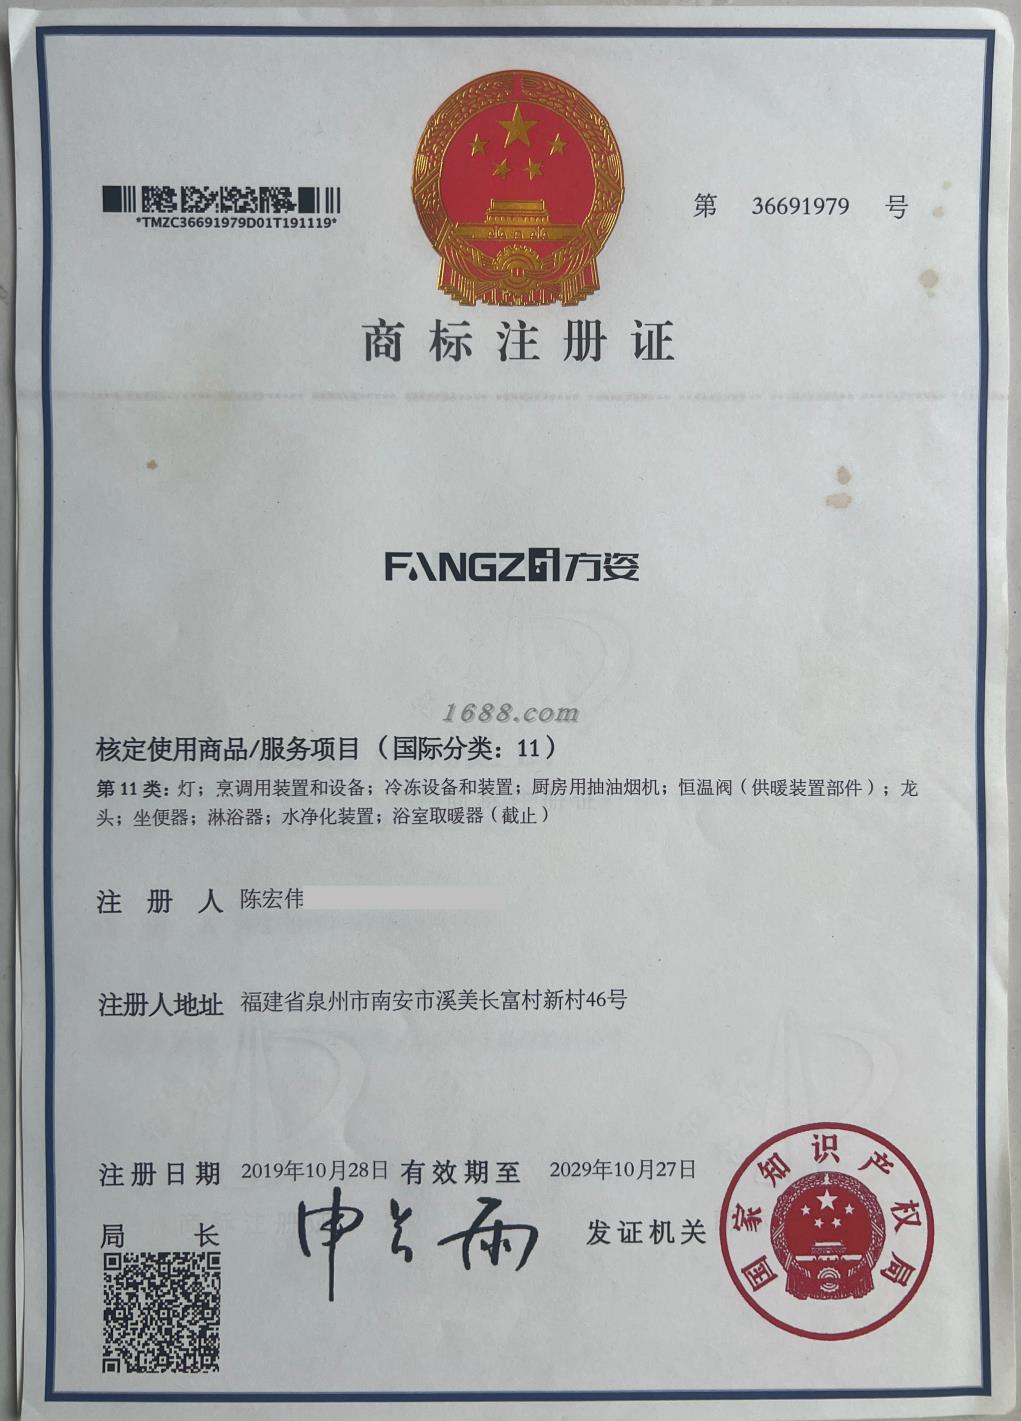 *TMZC36691979D01T191119*
第 36691979 号
商标注册证
FANGZI方姿
1688.com
核定使用商品/服务项目（国际分类：11）
第 11 类：灯；烹调用装置和设备；冷冻设备和装置；厨房用抽油烟机；恒温阀（供暖装置部件）；龙
头；坐便器；淋浴器；水净化装置；浴室取暖器（截止）
注册人 陈宏伟
注册人地址 福建省泉州市南安市溪美长富村新村46号
注册日期 2019年10月28日 有效期至 2029年10月27日
局长 申长雨 发证机关
国家知识产权局